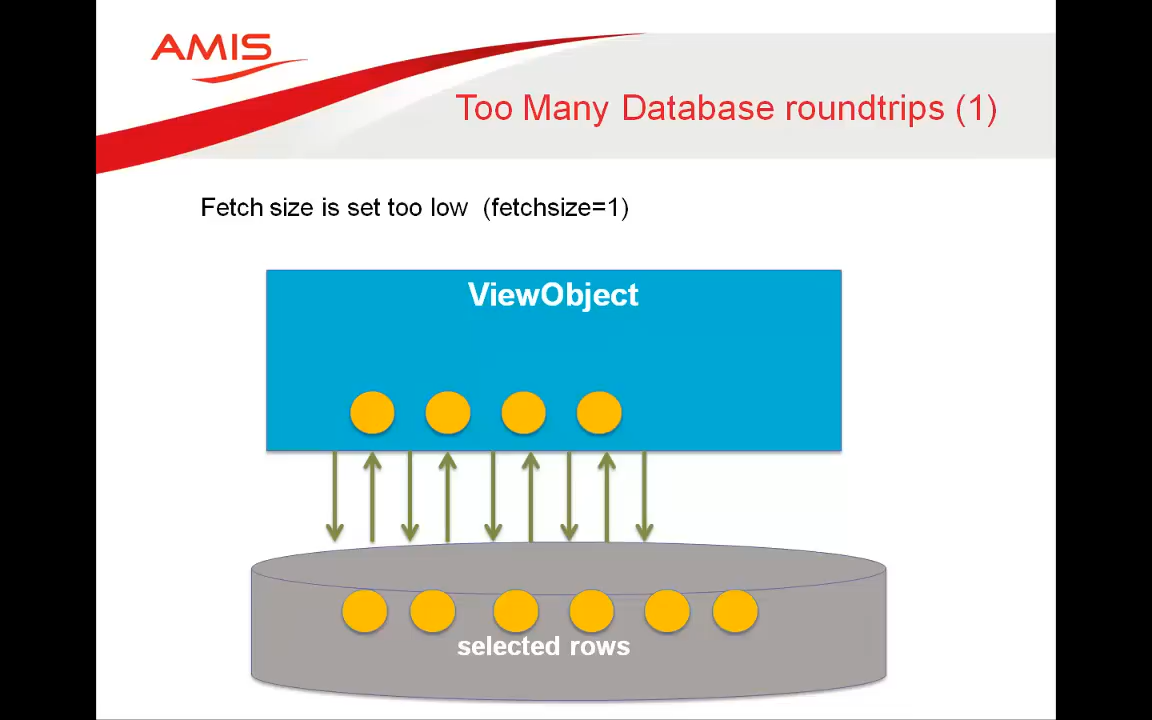 AMIS
Too Many Database roundtrips (1)
Fetch size is set too low (fetchsize=1)
ViewObject
selected rows